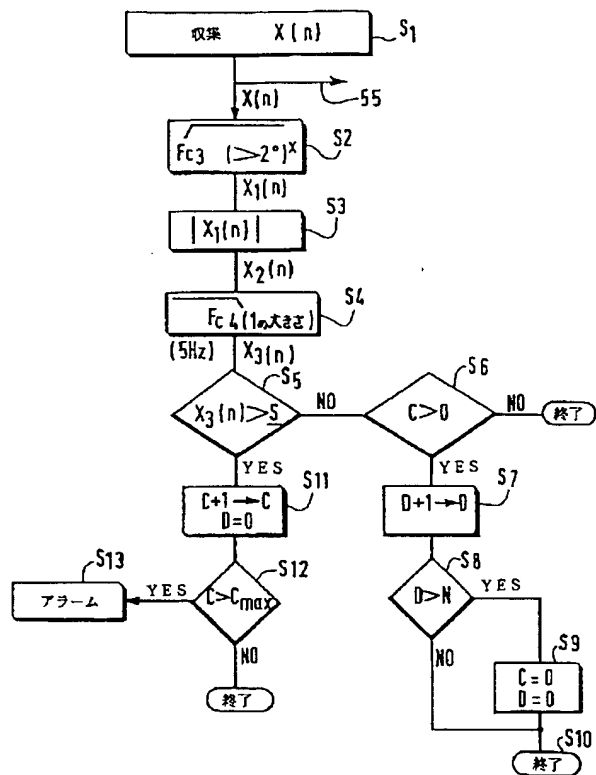 収集 X(n) S1
X(n) 55
Fc3 (>2°)x S2
X1(n)
|X1(n)| S3
X2(n)
Fc4(1の大きさ) S4
(5Hz) X3(n)
S5
X3(n)>S NO
YES
S6
C>0 NO 終了
YES
S7
D+1→D
S8
D>N YES
NO
S9
C=0
D=0
S10
終了
S11
C+1→C
D=0
S12
C>Cmax YES
NO
終了
S13
アラーム